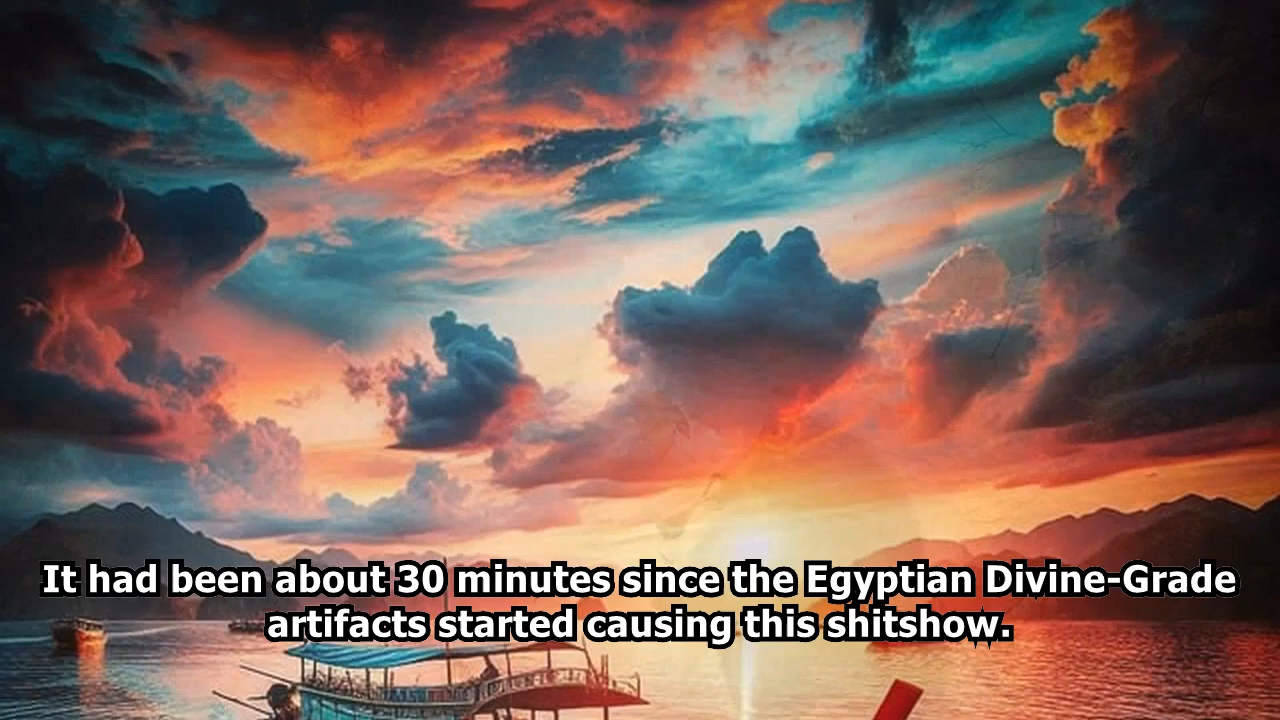 It had been about 30 minutes since the Egyptian Divine-Grade
artifacts started causing this shitshow.